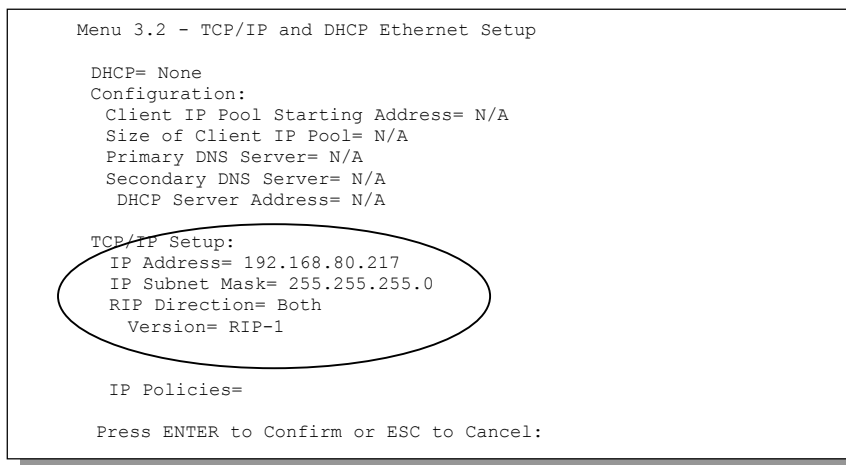 Menu 3.2 - TCP/IP and DHCP Ethernet Setup
DHCP= None
Configuration:
Client IP Pool Starting Address= N/A
Size of Client IP Pool= N/A
Primary DNS Server= N/A
Secondary DNS Server= N/A
DHCP Server Address= N/A
TCP/IP Setup:
IP Address= 192.168.80.217
IP Subnet Mask= 255.255.255.0
RIP Direction= Both
Version= RIP-1
IP Policies=
Press ENTER to Confirm or ESC to Cancel: